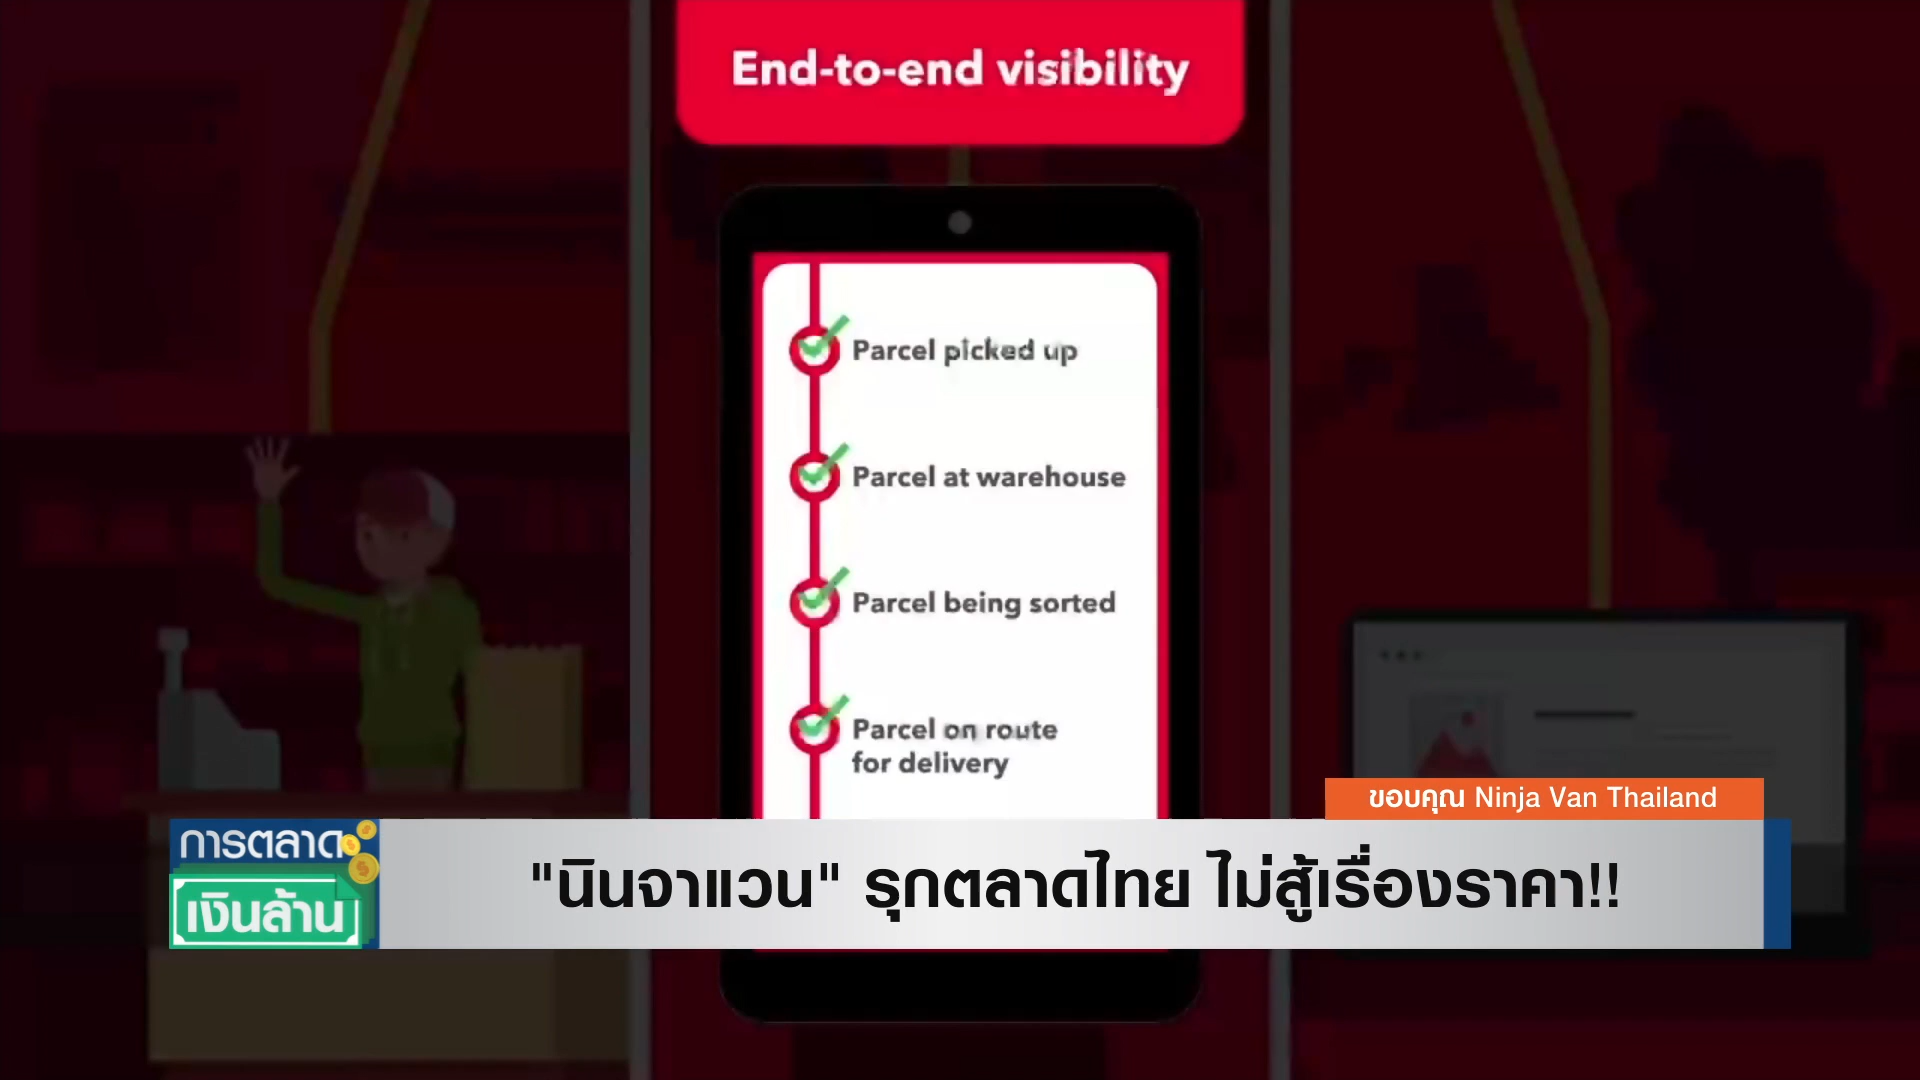 End-to-end visibility
Parcel picked up
Parcel at warehouse
Parcel being sorted
Parcel on route
for delivery
ขอบคุณ Ninja Van Thailand
การตลาด
เงินล้าน
"นินจาแวน" รุกตลาดไทย ไม่สู้เรื่องราคา!!